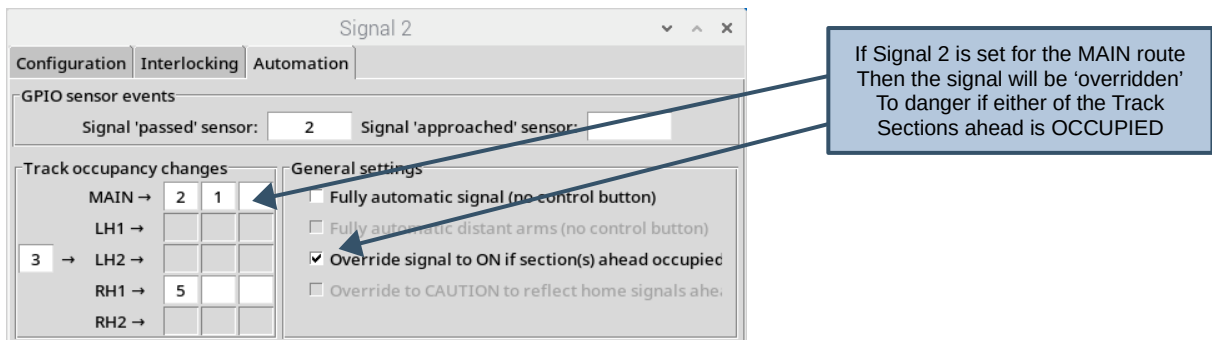 Signal 2
Configuration Interlocking Automation
GPIO sensor events
Signal 'passed' sensor: 2 Signal 'approached' sensor:
Track occupancy changes
MAIN → 2 1
LH1 →
3 → LH2 →
RH1 → 5
RH2 →
General settings
Fully automatic signal (no control button)
Fully automatic distant arms (no control button)
Override signal to ON if section(s) ahead occupied
Override to CAUTION to reflect home signals ahea
If Signal 2 is set for the MAIN route
Then the signal will be ‘overridden’
To danger if either of the Track
Sections ahead is OCCUPIED